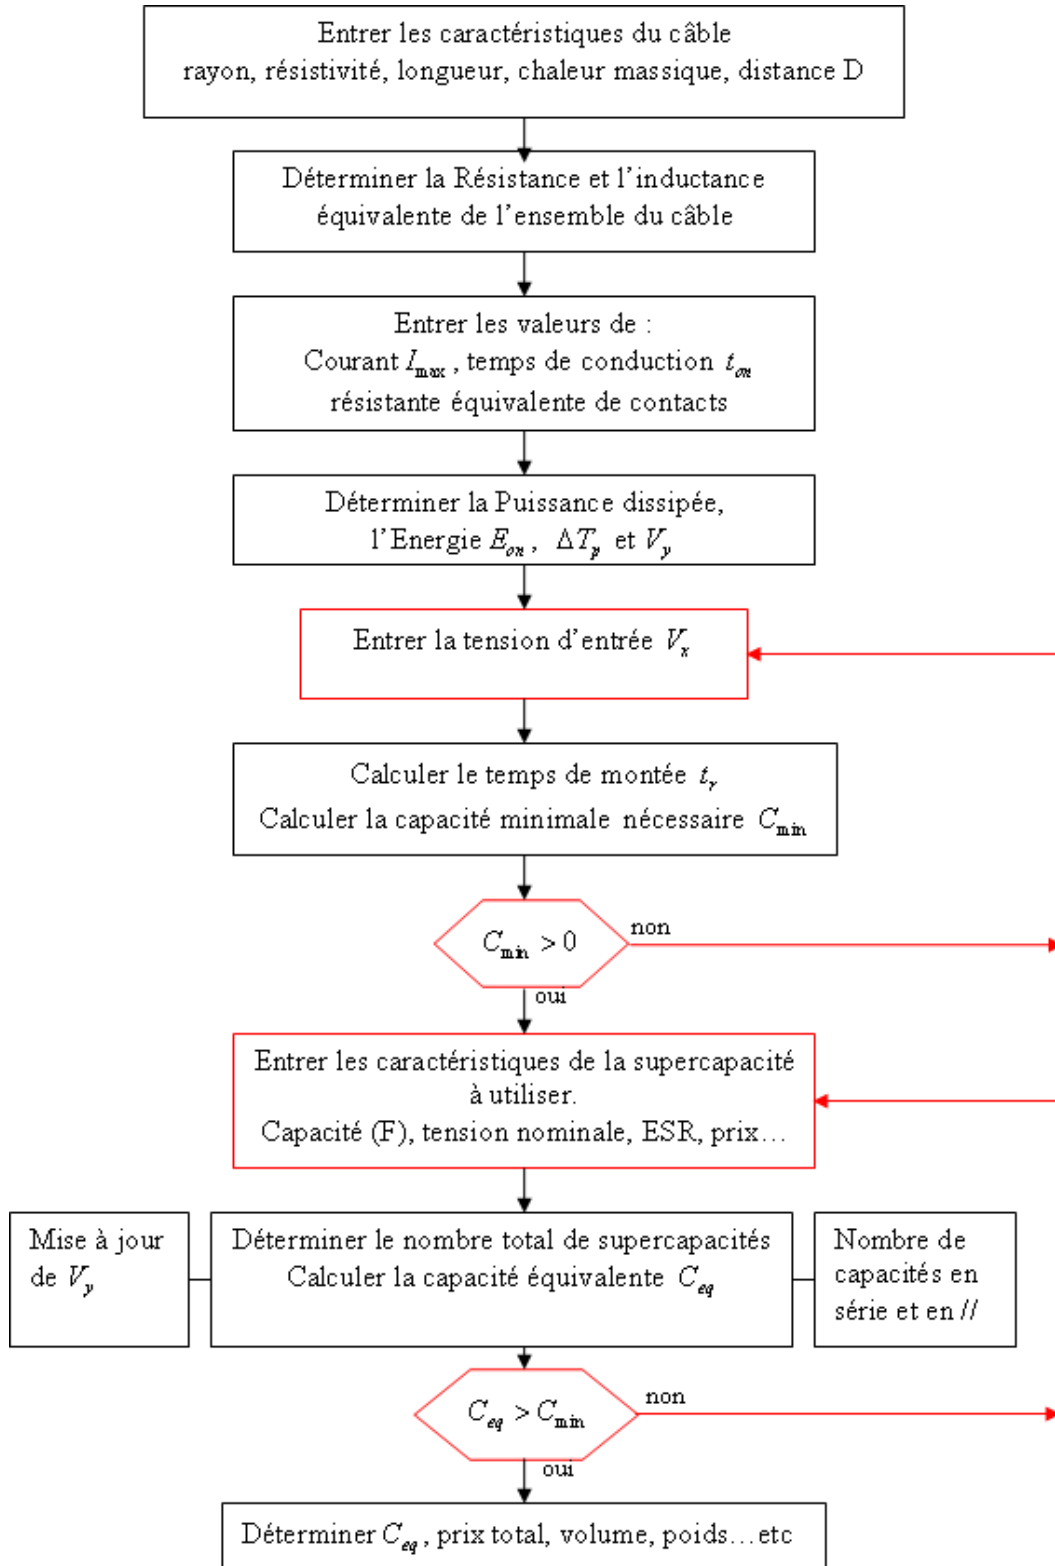 Entrer les caractéristiques du câble
rayon, résistivité, longueur, chaleur massique, distance D
Déterminer la Résistance et l'inductance
équivalente de l'ensemble du câble
Entrer les valeurs de :
Courant I_max , temps de conduction t_on
résistante équivalente de contacts
Déterminer la Puissance dissipée,
l'Energie E_on , ΔT_p et V_y
Entrer la tension d'entrée V_x
Calculer le temps de montée t_r
Calculer la capacité minimale nécessaire C_min
C_min > 0
non
oui
Entrer les caractéristiques de la supercapacité
à utiliser.
Capacité (F), tension nominale, ESR, prix...
Mise à jour
de V_y
Déterminer le nombre total de supercapacités
Calculer la capacité équivalente C_eq
Nombre de
capacités en
série et en //
C_eq > C_min
non
oui
Déterminer C_eq , prix total, volume, poids...etc